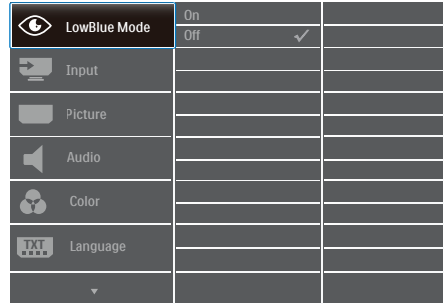 LowBlue Mode
On
Off
Input
Picture
Audio
Color
TXT
Language